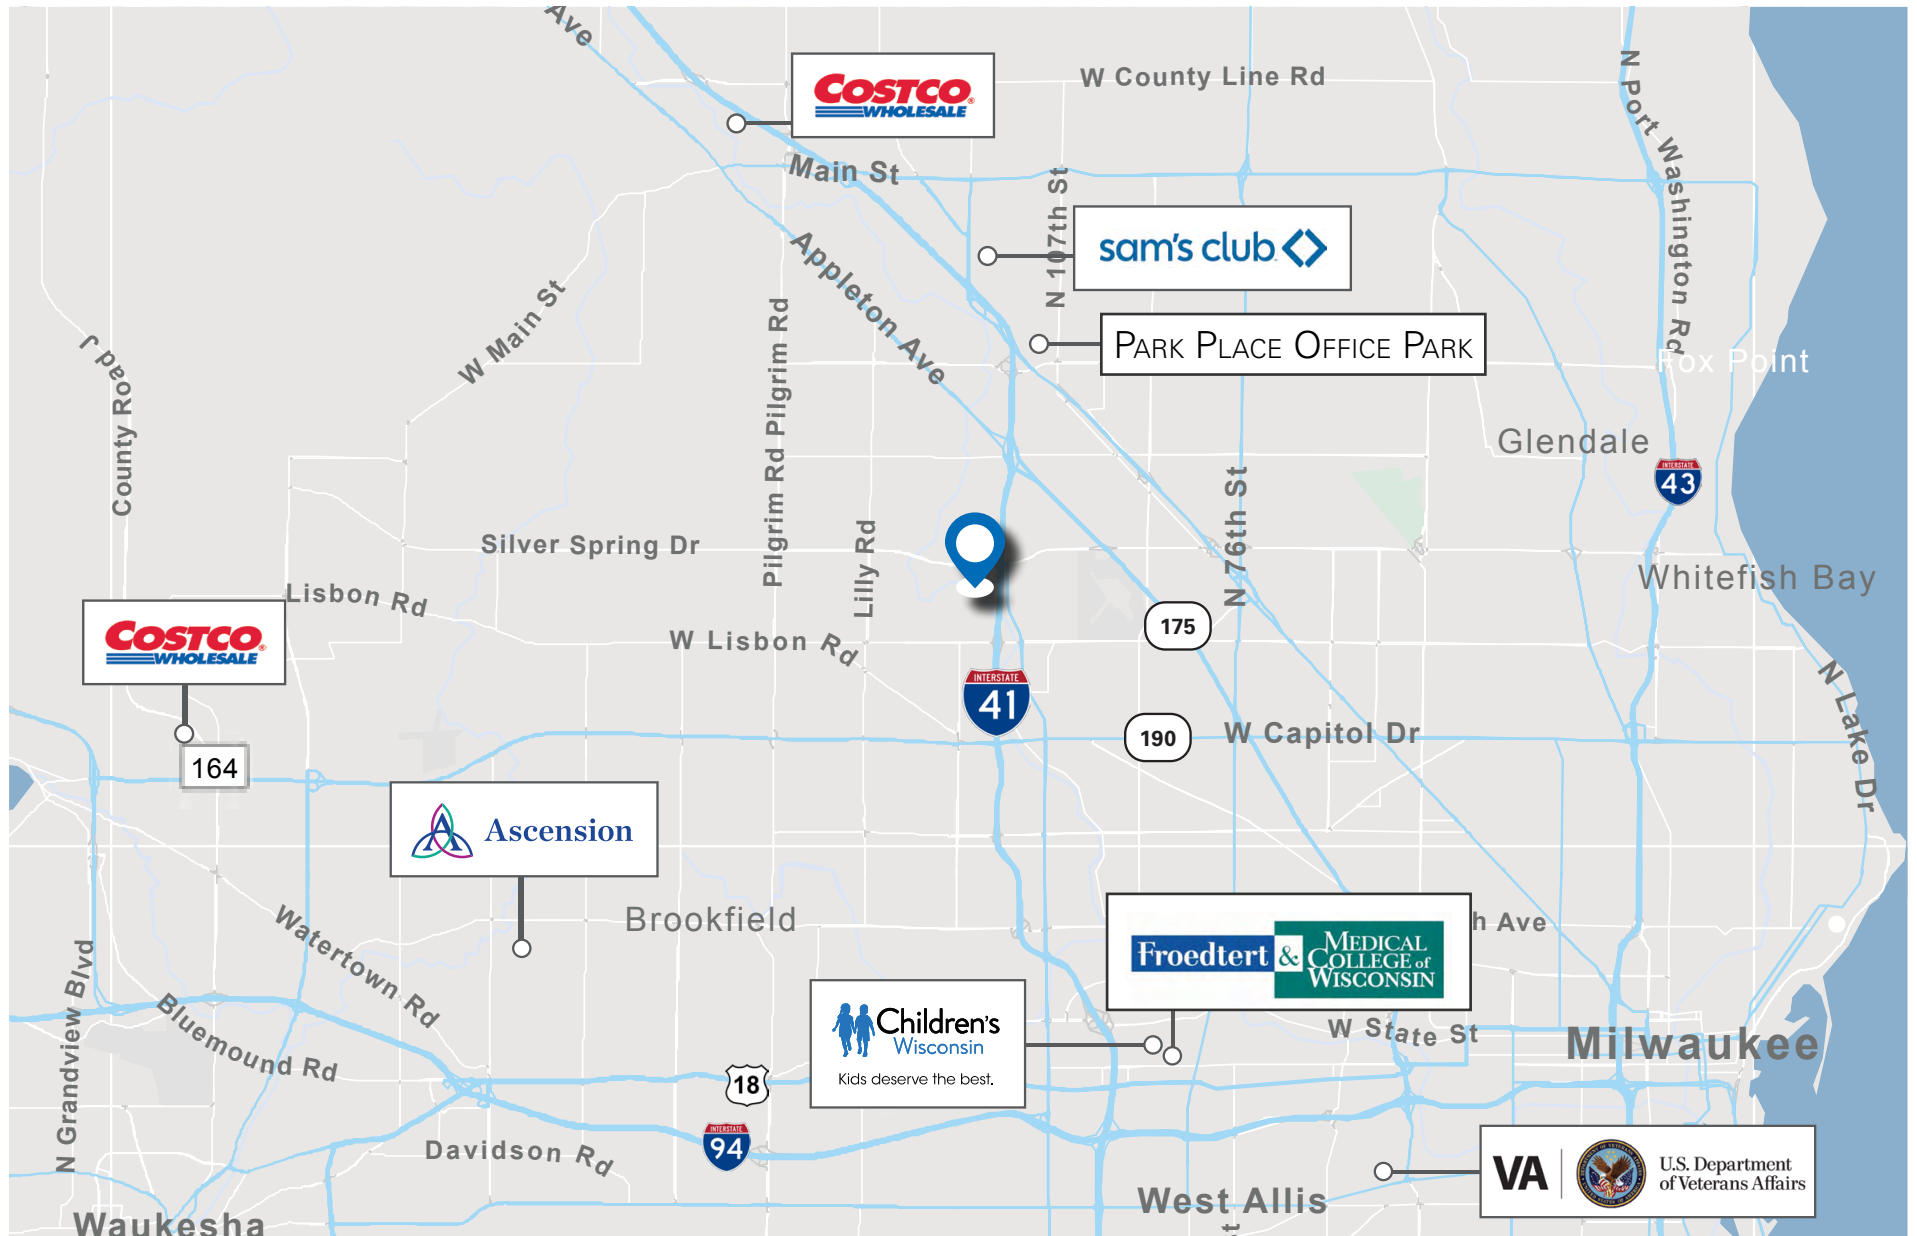 Ave
COSTCO
WHOLESALE
W County Line Rd
N Port Washington Rd
Main St
N 107th St
sam's club
Appleton Ave
W Main St
PARK PLACE OFFICE PARK
Fox Point
County Road J
Pilgrim Rd
Pilgrim Rd
Glendale
INTERSTATE
43
N 76th St
Silver Spring Dr
Lilly Rd
Whitefish Bay
Lisbon Rd
175
COSTCO
WHOLESALE
W Lisbon Rd
INTERSTATE
41
N Lake Dr
190
W Capitol Dr
164
Ascension
Brookfield
h Ave
Froedtert & MEDICAL
COLLEGE of
WISCONSIN
Watertown Rd
N Grandview Blvd
Bluemound Rd
Children's
Wisconsin
Kids deserve the best.
W State St
Milwaukee
18
INTERSTATE
94
Davidson Rd
VA
U.S. Department
of Veterans Affairs
West Allis
Waukesha